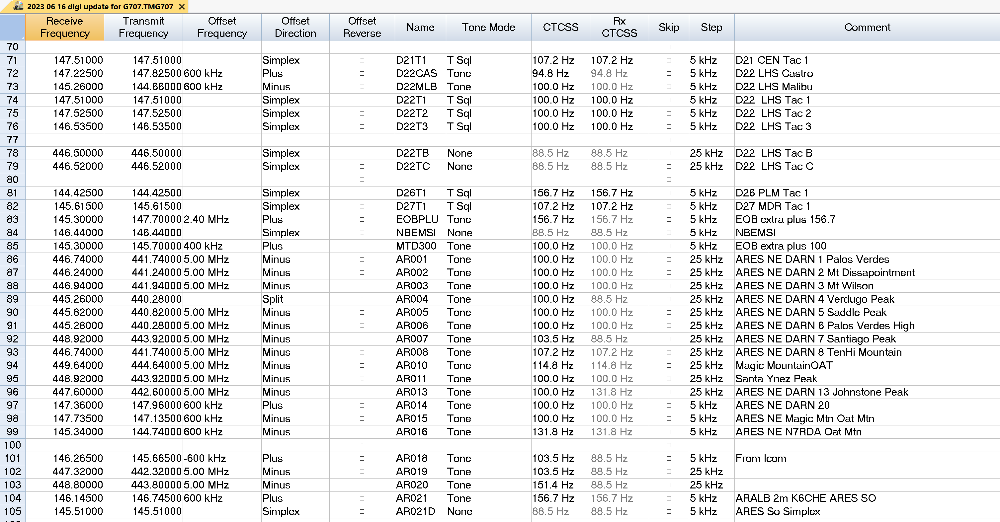 2023 06 16 digi update for G707.TMG707
Receive Frequency Transmit Frequency Offset Frequency Offset Direction Offset Reverse Name Tone Mode CTCSS Rx CTCSS Skip Step Comment
70
71 147.51000 147.51000 Simplex D21T1 T Sql 107.2 Hz 107.2 Hz 5 kHz D21 CEN Tac 1
72 147.22500 147.82500 600 kHz Plus D22CAS Tone 94.8 Hz 94.8 Hz 5 kHz D22 LHS Castro
73 145.26000 144.66000 600 kHz Minus D22MLB Tone 100.0 Hz 100.0 Hz 5 kHz D22 LHS Malibu
74 147.51000 147.51000 Simplex D22T1 T Sql 100.0 Hz 100.0 Hz 5 kHz D22 LHS Tac 1
75 147.52500 147.52500 Simplex D22T2 T Sql 100.0 Hz 100.0 Hz 5 kHz D22 LHS Tac 2
76 146.53500 146.53500 Simplex D22T3 T Sql 100.0 Hz 100.0 Hz 5 kHz D22 LHS Tac 3
77
78 446.50000 446.50000 Simplex D22TB None 88.5 Hz 88.5 Hz 25 kHz D22 LHS Tac B
79 446.52000 446.52000 Simplex D22TC None 88.5 Hz 88.5 Hz 25 kHz D22 LHS Tac C
80
81 144.42500 144.42500 Simplex D26T1 T Sql 156.7 Hz 156.7 Hz 5 kHz D26 PLM Tac 1
82 145.61500 145.61500 Simplex D27T1 T Sql 107.2 Hz 107.2 Hz 5 kHz D27 MDR Tac 1
83 145.30000 147.70000 2.40 MHz Plus EOBPLU Tone 156.7 Hz 156.7 Hz 5 kHz EOB extra plus 156.7
84 146.44000 146.44000 Simplex NBEMSI None 88.5 Hz 88.5 Hz 5 kHz NBEMSI
85 145.30000 145.70000 400 kHz Plus MTD300 Tone 100.0 Hz 100.0 Hz 5 kHz EOB extra plus 100
86 446.74000 441.74000 5.00 MHz Minus AR001 Tone 100.0 Hz 100.0 Hz 25 kHz ARES NE DARN 1 Palos Verdes
87 446.24000 441.24000 5.00 MHz Minus AR002 Tone 100.0 Hz 100.0 Hz 25 kHz ARES NE DARN 2 Mt Dissapointment
88 446.94000 441.94000 5.00 MHz Minus AR003 Tone 100.0 Hz 100.0 Hz 25 kHz ARES NE DARN 3 Mt Wilson
89 445.26000 440.28000 Split AR004 Tone 100.0 Hz 88.5 Hz 25 kHz ARES NE DARN 4 Verdugo Peak
90 445.82000 440.82000 5.00 MHz Minus AR005 Tone 100.0 Hz 100.0 Hz 25 kHz ARES NE DARN 5 Saddle Peak
91 445.28000 440.28000 5.00 MHz Minus AR006 Tone 100.0 Hz 100.0 Hz 25 kHz ARES NE DARN 6 Palos Verdes High
92 448.92000 443.92000 5.00 MHz Minus AR007 Tone 103.5 Hz 88.5 Hz 25 kHz ARES NE DARN 7 Santiago Peak
93 446.74000 441.74000 5.00 MHz Minus AR008 Tone 107.2 Hz 107.2 Hz 25 kHz ARES NE DARN 8 TenHi Mountain
94 449.64000 444.64000 5.00 MHz Minus AR010 Tone 114.8 Hz 114.8 Hz 25 kHz Magic MountainOAT
95 448.92000 443.92000 5.00 MHz Minus AR011 Tone 100.0 Hz 100.0 Hz 25 kHz Santa Ynez Peak
96 447.60000 442.60000 5.00 MHz Minus AR013 Tone 100.0 Hz 131.8 Hz 25 kHz ARES NE DARN 13 Johnstone Peak
97 147.36000 147.96000 600 kHz Plus AR014 Tone 100.0 Hz 100.0 Hz 5 kHz ARES NE DARN 20
98 147.73500 147.13500 600 kHz Minus AR015 Tone 100.0 Hz 100.0 Hz 5 kHz ARES NE Magic Mtn Oat Mtn
99 145.34000 144.74000 600 kHz Minus AR016 Tone 131.8 Hz 131.8 Hz 5 kHz ARES NE N7RDA Oat Mtn
100
101 146.26500 145.66500 -600 kHz Plus AR018 Tone 103.5 Hz 88.5 Hz 5 kHz From Icom
102 447.32000 442.32000 5.00 MHz Minus AR019 Tone 103.5 Hz 88.5 Hz 25 kHz
103 448.80000 443.80000 5.00 MHz Minus AR020 Tone 151.4 Hz 88.5 Hz 25 kHz
104 146.14500 146.74500 600 kHz Plus AR021 Tone 156.7 Hz 156.7 Hz 5 kHz ARALB 2m K6CHE ARES SO
105 145.51000 145.51000 Simplex AR021D None 88.5 Hz 88.5 Hz 5 kHz ARES So Simplex